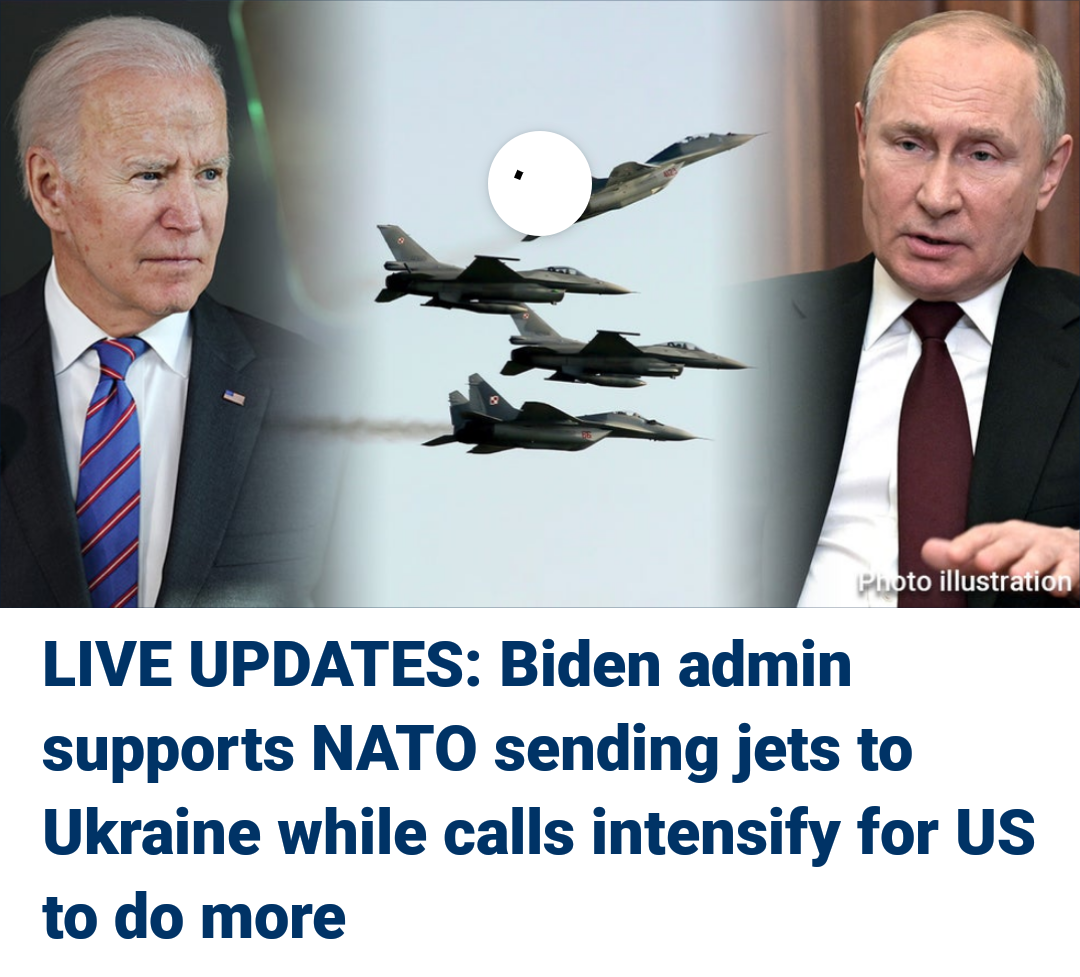 Photo illustration
LIVE UPDATES: Biden admin
supports NATO sending jets to
Ukraine while calls intensify for US
to do more